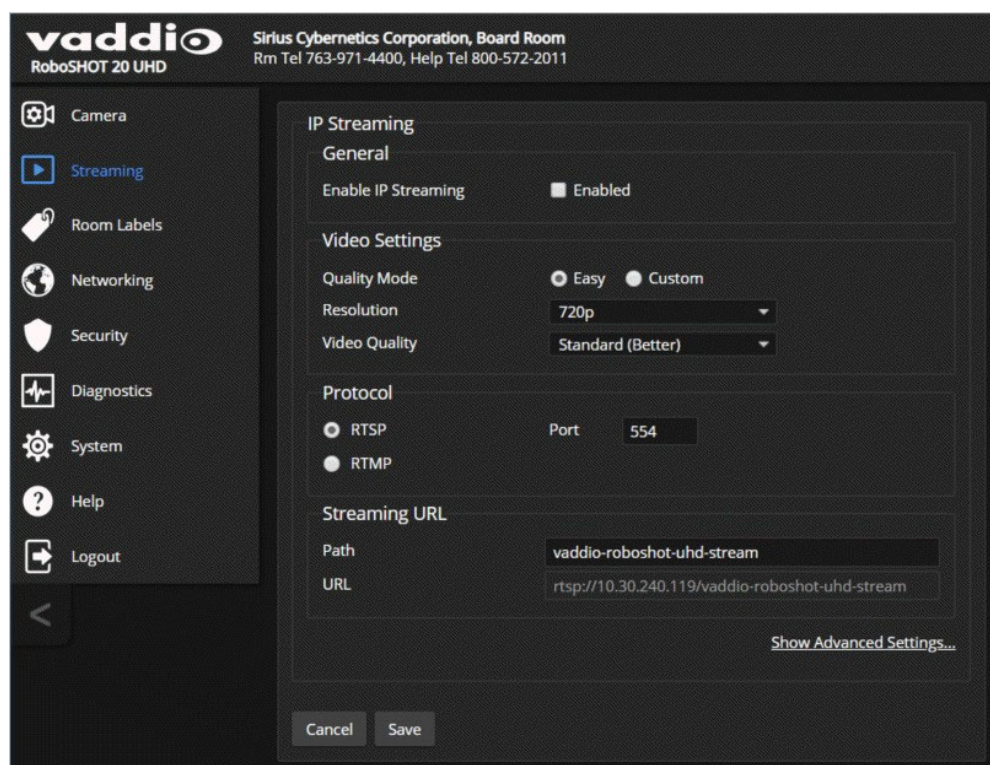 vaddio
RoboSHOT 20 UHD
Sirius Cybernetics Corporation, Board Room
Rm Tel 763-971-4400, Help Tel 800-572-2011
Camera
Streaming
Room Labels
Networking
Security
Diagnostics
System
? Help
Logout
<
IP Streaming
General
Enable IP Streaming Enabled
Video Settings
Quality Mode Easy Custom
Resolution 720p
Video Quality Standard (Better)
Protocol
RTSP Port 554
RTMP
Streaming URL
Path vaddio-roboshot-uhd-stream
URL rtsp://10.30.240.119/vaddio-roboshot-uhd-stream
Show Advanced Settings...
Cancel Save